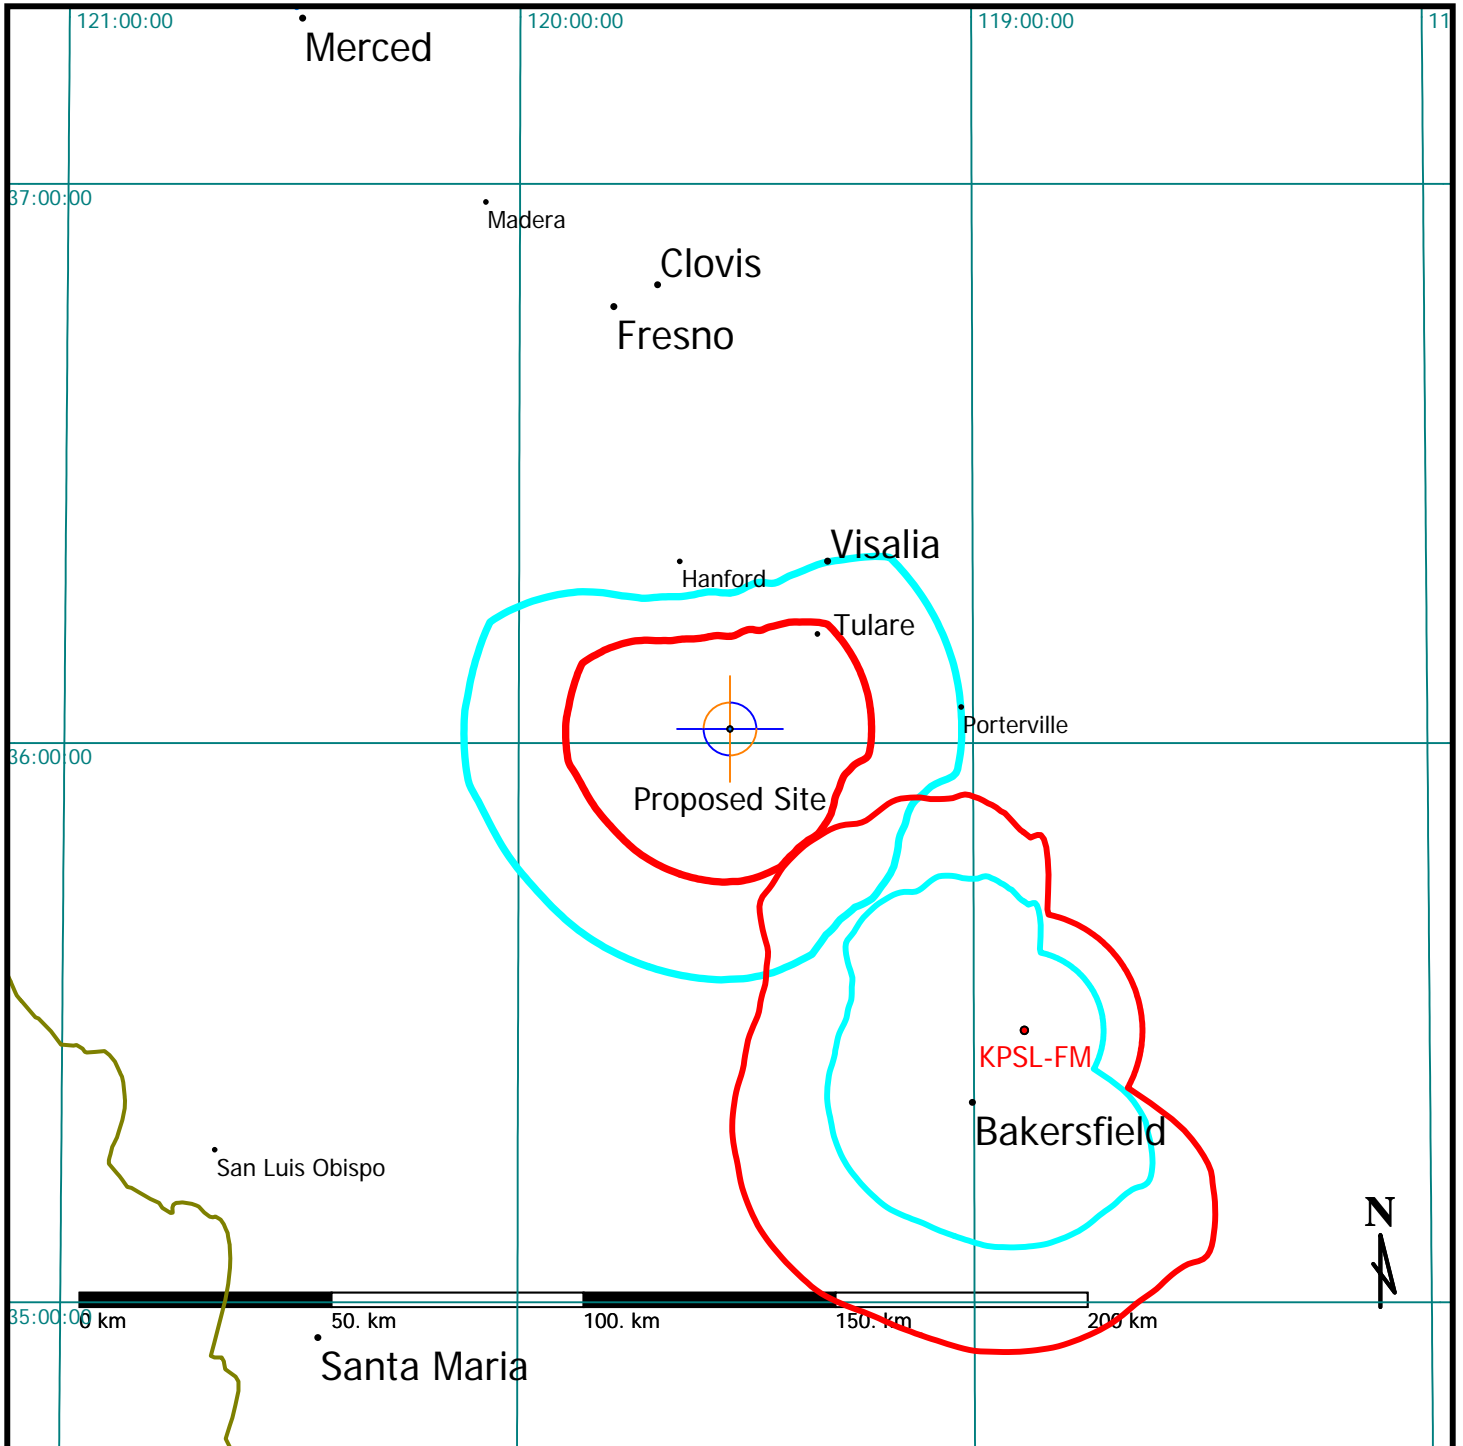 121:00:00
120:00:00
119:00:00
11
Merced
37:00:00
Madera
Clovis
Fresno
Visalia
Hanford
Tulare
Porterville
36:00:00
Proposed Site
KPSL-FM
Bakersfield
San Luis Obispo
N
35:00:00
0 km
50. km
100. km
150. km
200 km
Santa Maria